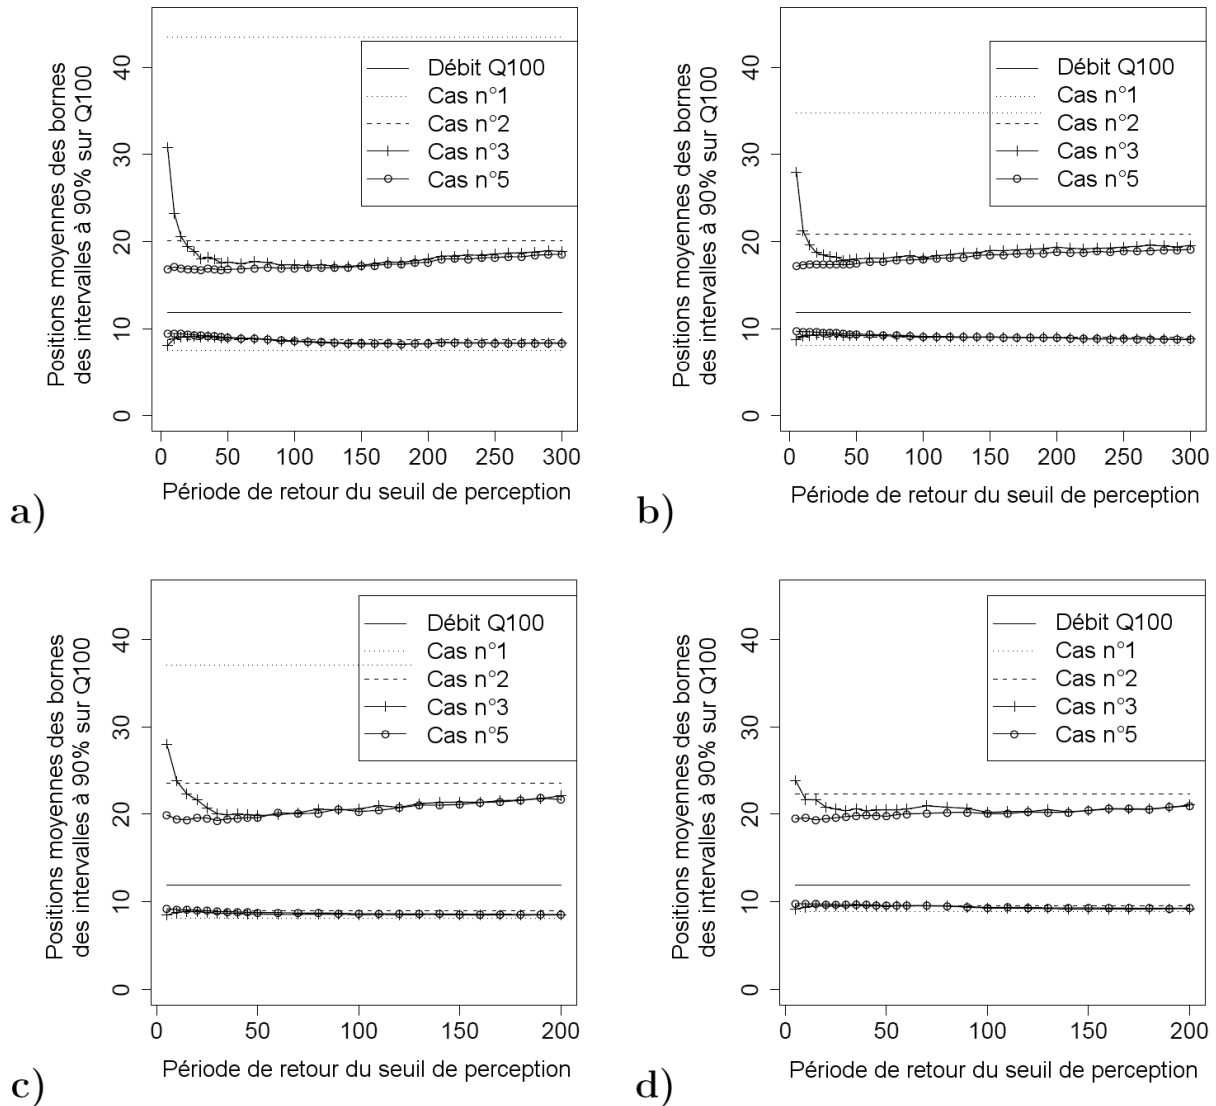 Positions moyennes des bornes
des intervalles à 90% sur Q100
40
30
20
10
0
Débit Q100
Cas n°1
Cas n°2
Cas n°3
Cas n°5
0 50 100 150 200 250 300
Période de retour du seuil de perception
a)
Positions moyennes des bornes
des intervalles à 90% sur Q100
40
30
20
10
0
Débit Q100
Cas n°1
Cas n°2
Cas n°3
Cas n°5
0 50 100 150 200 250 300
Période de retour du seuil de perception
b)
Positions moyennes des bornes
des intervalles à 90% sur Q100
40
30
20
10
0
Débit Q100
Cas n°1
Cas n°2
Cas n°3
Cas n°5
0 50 100 150 200
Période de retour du seuil de perception
c)
Positions moyennes des bornes
des intervalles à 90% sur Q100
40
30
20
10
0
Débit Q100
Cas n°1
Cas n°2
Cas n°3
Cas n°5
0 50 100 150 200
Période de retour du seuil de perception
d)